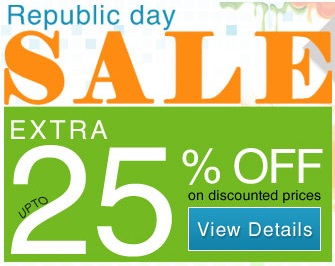 Republic day
SALE
EXTRA
UPTO 25 % OFF
on discounted prices
View Details